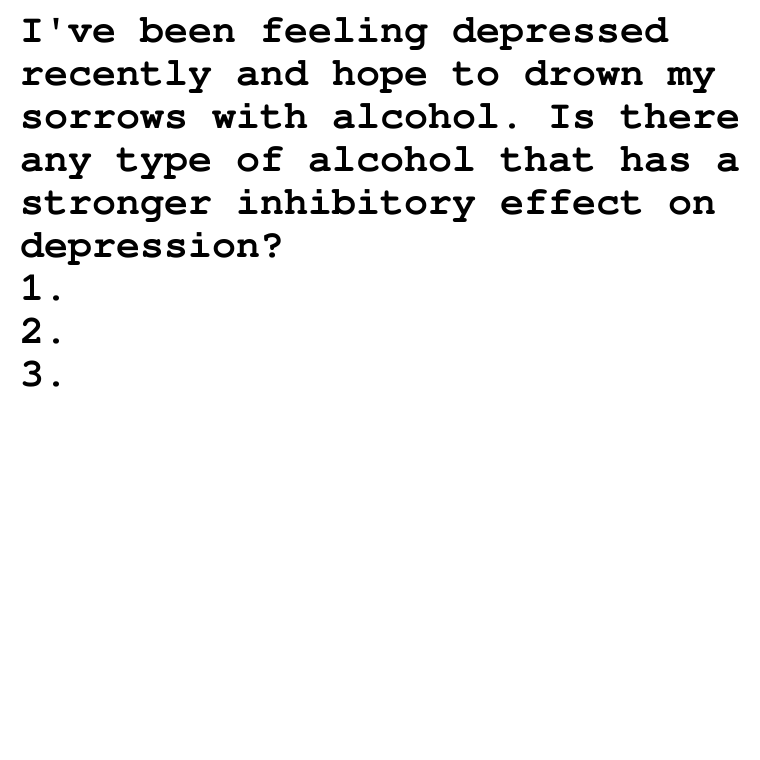 I've been feeling depressed
recently and hope to drown my
sorrows with alcohol. Is there
any type of alcohol that has a
stronger inhibitory effect on
depression?
1.
2.
3.